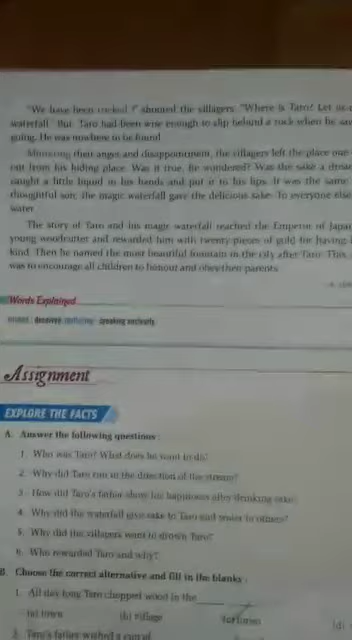 "We have been tricked !" shouted the villagers. "Where is Taro? Let us
waterfall". But Taro had been wise enough to slip behind a rock when he saw
going. He was nowhere to be found.
Muttering their anger and disappointment, the villagers left the place one
out from his hiding place. Was it true, he wondered? Was the sake a dream
caught a little liquid in his hands and put it to his lips. It was the same
thoughtful son, the magic waterfall gave the delicious sake. To everyone else
water.
The story of Taro and his magic waterfall reached the Emperor of Japan
young woodcutter and rewarded him with twenty pieces of gold for having
kind. Then he named the most beautiful fountain in the city after Taro. This,
was to encourage all children to honour and obey their parents.
Words Explained
deceived speaking unclearly
Assignment
EXPLORE THE FACTS
A. Answer the following questions :
1. Who was Taro? What does he want to do?
2. Why did Taro run in the direction of the stream?
3. How did Taro's father show his happiness after drinking sake?
4. Why did the waterfall give sake to Taro and water to others?
5. Why did the villagers want to drown Taro?
6. Who rewarded Taro and why?
B. Choose the correct alternative and fill in the blanks :
1. All day long Taro chopped wood in the
(a) town (b) village (c) forest (d)
2. Taro's father wished a cup of